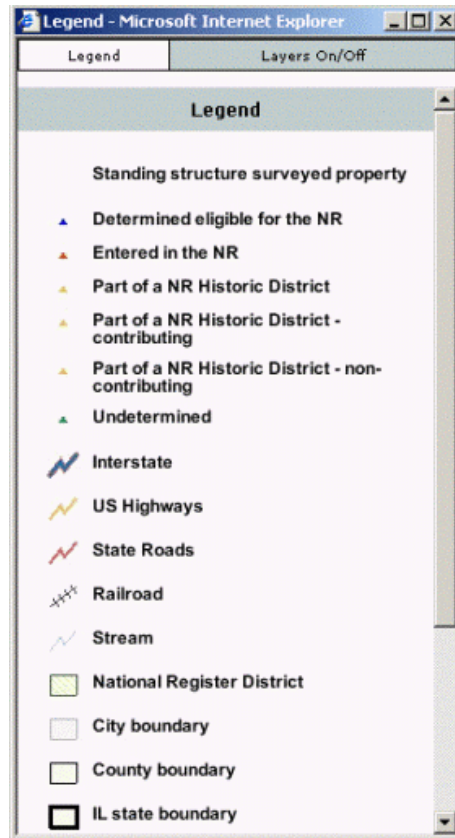 Legend - Microsoft Internet Explorer
Legend
Layers On/Off
Legend
Standing structure surveyed property
Determined eligible for the NR
Entered in the NR
Part of a NR Historic District
Part of a NR Historic District -
contributing
Part of a NR Historic District - non-
contributing
Undetermined
Interstate
US Highways
State Roads
Railroad
Stream
National Register District
City boundary
County boundary
IL state boundary